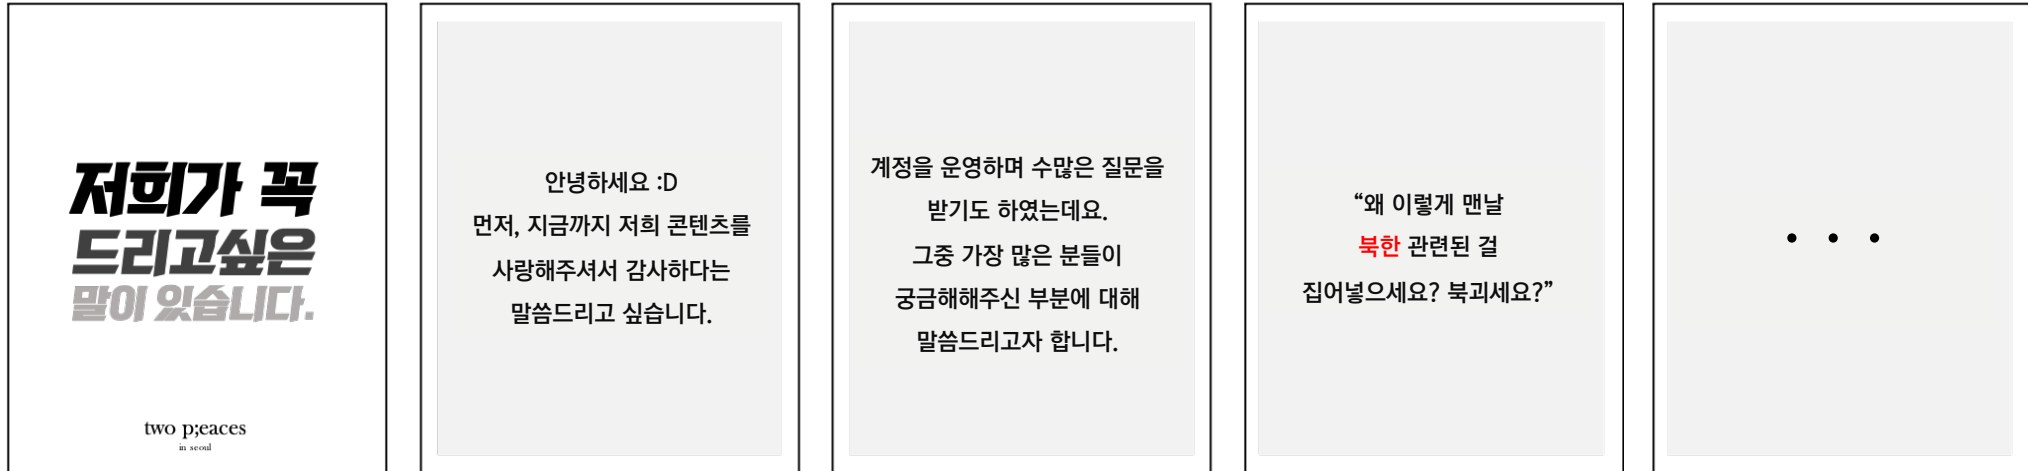 저희가 꼭
드리고싶은
말이 있습니다.
two p;eaces
in seoul
안녕하세요 :D
먼저, 지금까지 저희 콘텐츠를
사랑해주셔서 감사하다는
말씀드리고 싶습니다.
계정을 운영하며 수많은 질문을
받기도 하였는데요.
그중 가장 많은 분들이
궁금해해주신 부분에 대해
말씀드리고자 합니다.
“왜 이렇게 맨날
북한 관련된 걸
집어넣으세요? 북괴세요?”
• • •